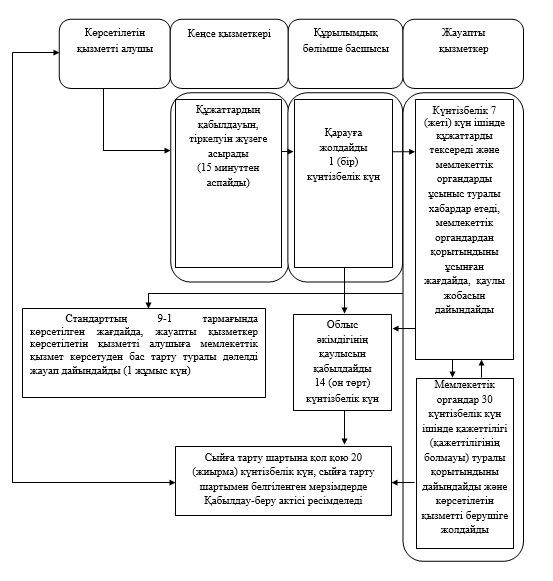 Көрсетілетін
қызметті алушы
Кеңсе қызметкері
Құрылымдық
бөлімше басшысы
Жауапты
қызметкер
Құжаттардың
қабылдауын,
тіркелуін жүзеге
асырады
(15 минуттен
аспайды)
Қарауға
жолдайды
1 (бір)
күнтізбелік күн
Күнтізбелік 7
(жеті) күн ішінде
құжаттарды
тексереді және
мемлекеттік
органдарды
ұсыныс туралы
хабардар етеді,
мемлекеттік
органдардан
қорытындыны
ұсынған
жағдайда, қаулы
жобасын
дайындайды
Стандарттың 9-1 тармағында
көрсетілген жағдайда, жауапты қызметкер
көрсетілетін қызметті алушыға мемлекеттік
қызмет көрсетуден бас тарту туралы дәлелді
жауап дайындайды (1 жұмыс күн)
Облыс
әкімдігінің
қаулысын
қабылдайды
14 (он төрт)
күнтізбелік күн
Мемлекеттік
органдар 30
күнтізбелік күн
ішінде қажеттілігі
(қажеттілігінің
болмауы) туралы
қорытындыны
дайындайды және
көрсетілетін
қызметті берушіге
жолдайды
Сыйға тарту шартына қол қою 20
(жиырма) күнтізбелік күн, сыйға тарту
шартымен белгіленген мерзімдерде
Қабылдау-беру актісі ресімделеді